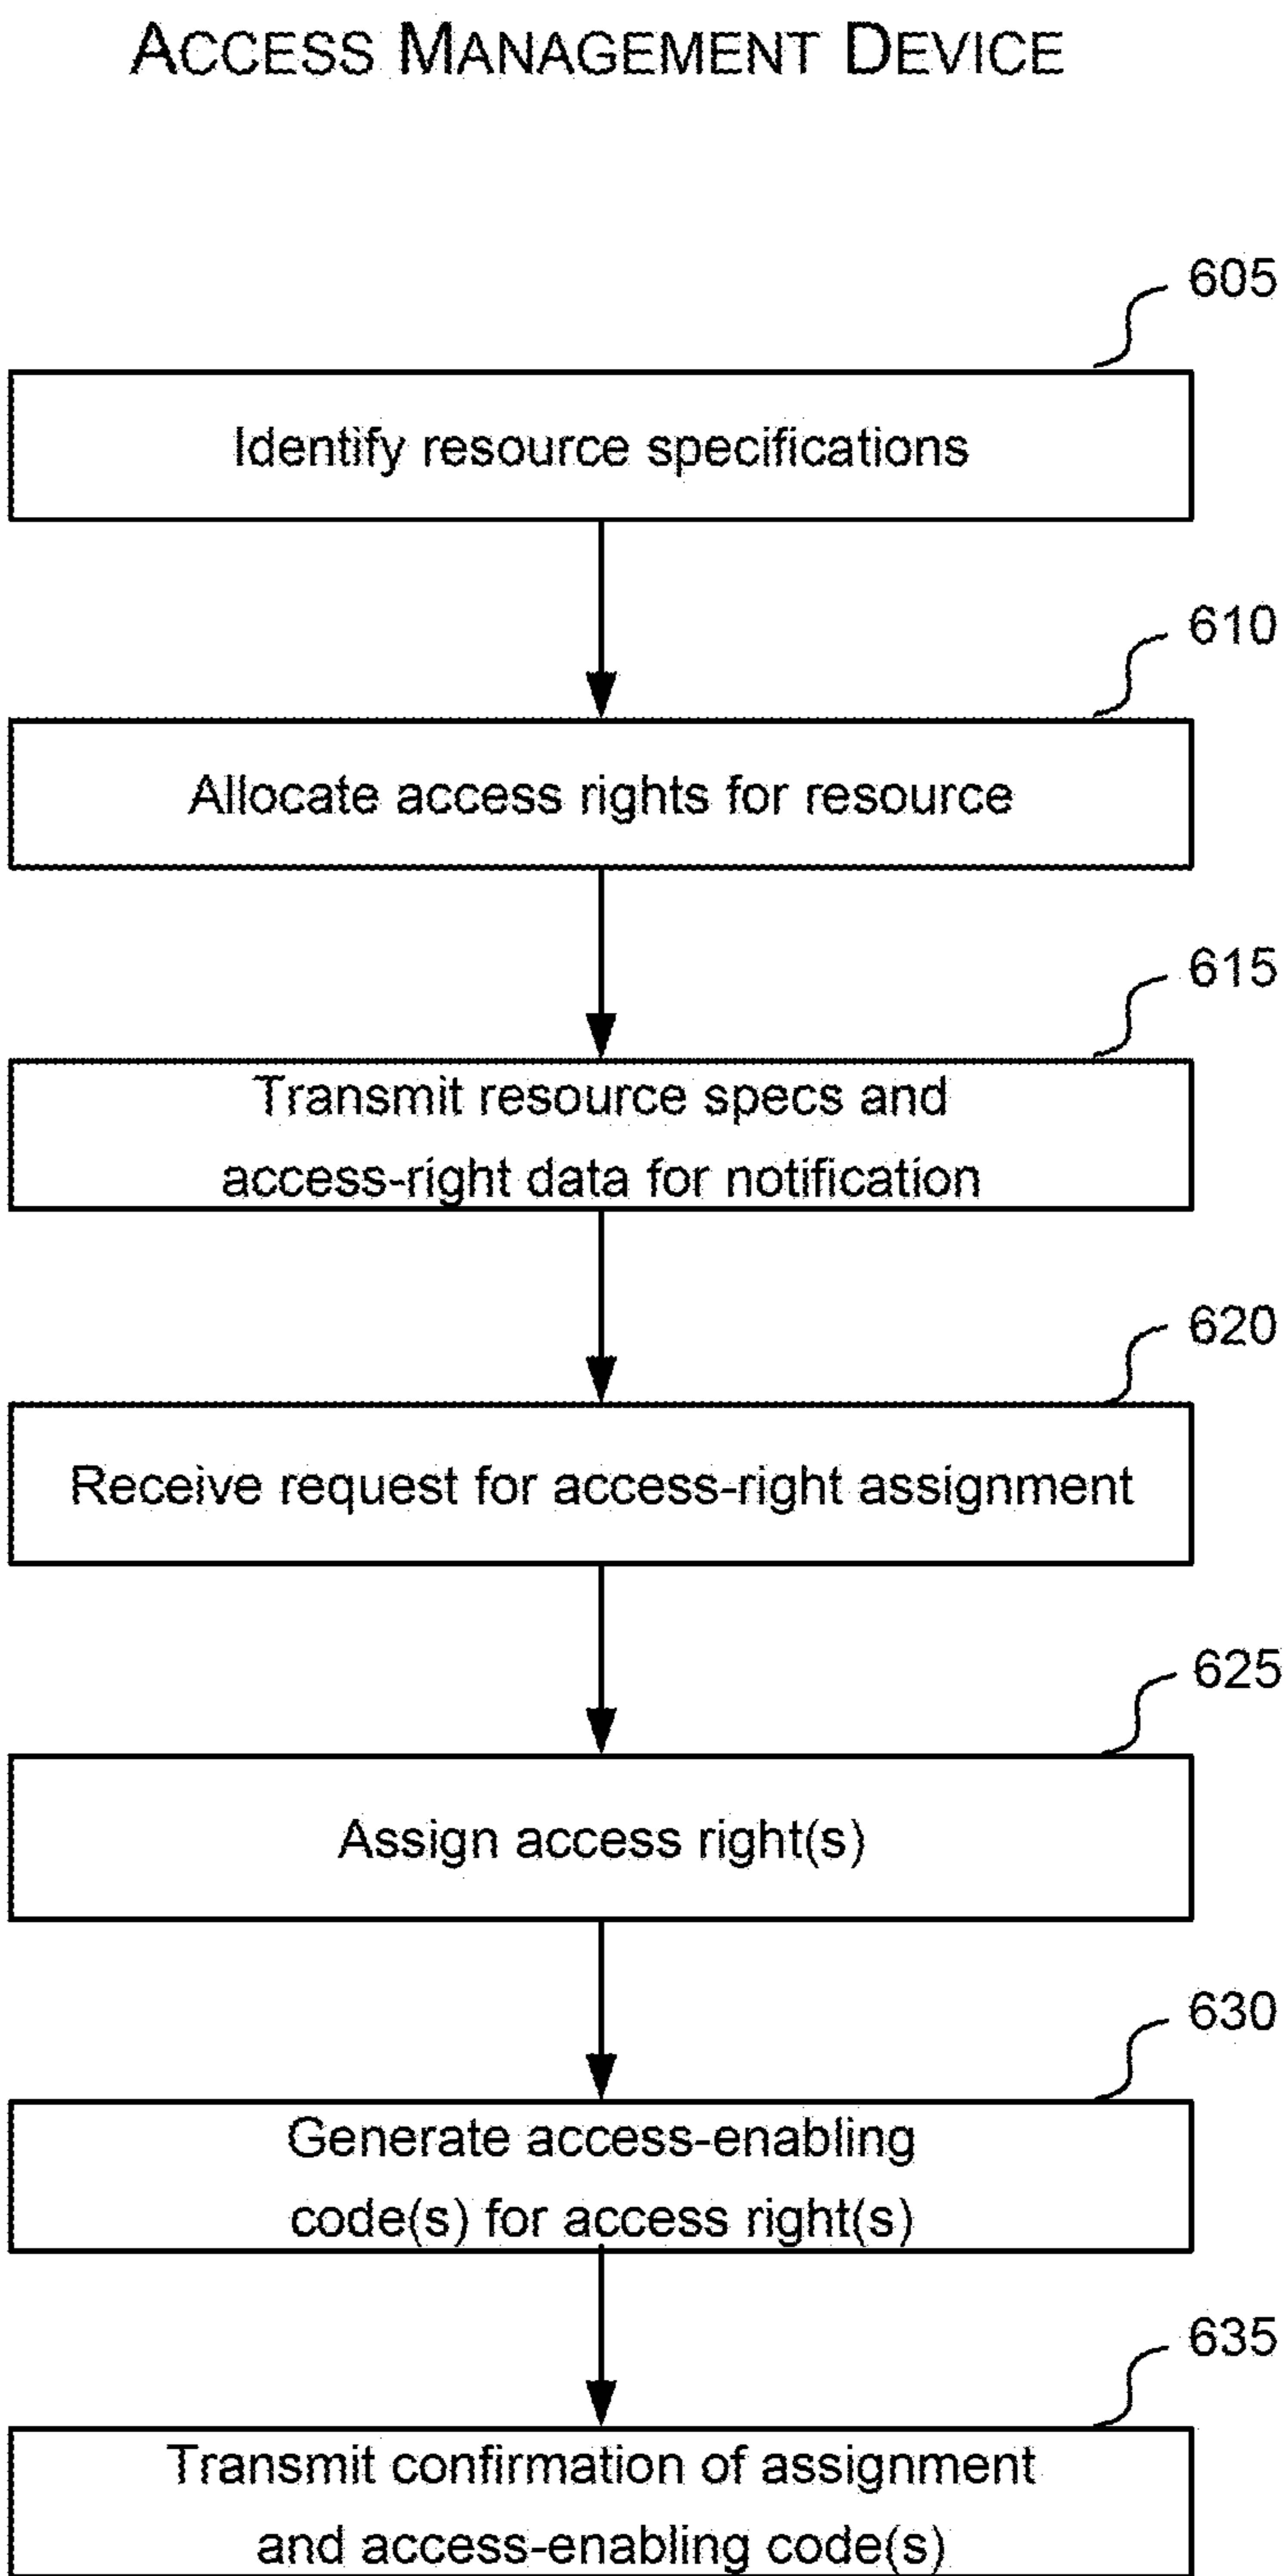 ACCESS MANAGEMENT DEVICE
605
Identify resource specifications
610
Allocate access rights for resource
615
Transmit resource specs and
access-right data for notification
620
Receive request for access-right assignment
625
Assign access right(s)
630
Generate access-enabling
code(s) for access right(s)
635
Transmit confirmation of assignment
and access-enabling code(s)